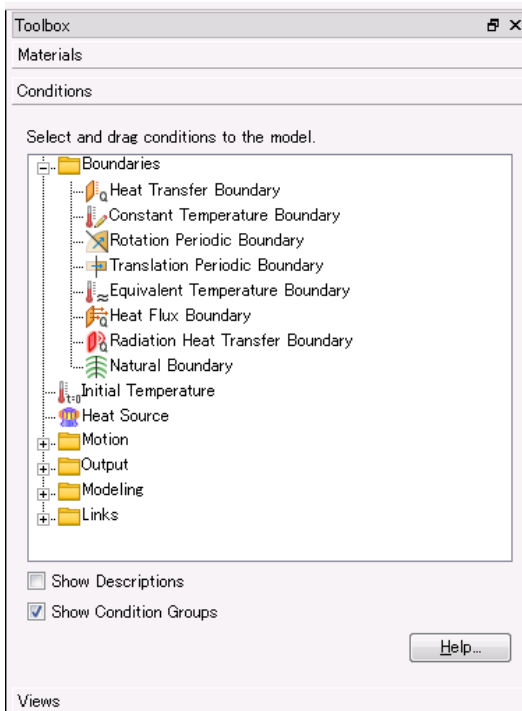 Toolbox
Materials
Conditions
Select and drag conditions to the model.
Boundaries
Heat Transfer Boundary
Constant Temperature Boundary
Rotation Periodic Boundary
Translation Periodic Boundary
Equivalent Temperature Boundary
Heat Flux Boundary
Radiation Heat Transfer Boundary
Natural Boundary
t=0 Initial Temperature
Heat Source
Motion
Output
Modeling
Links
Show Descriptions
Show Condition Groups
Help...
Views